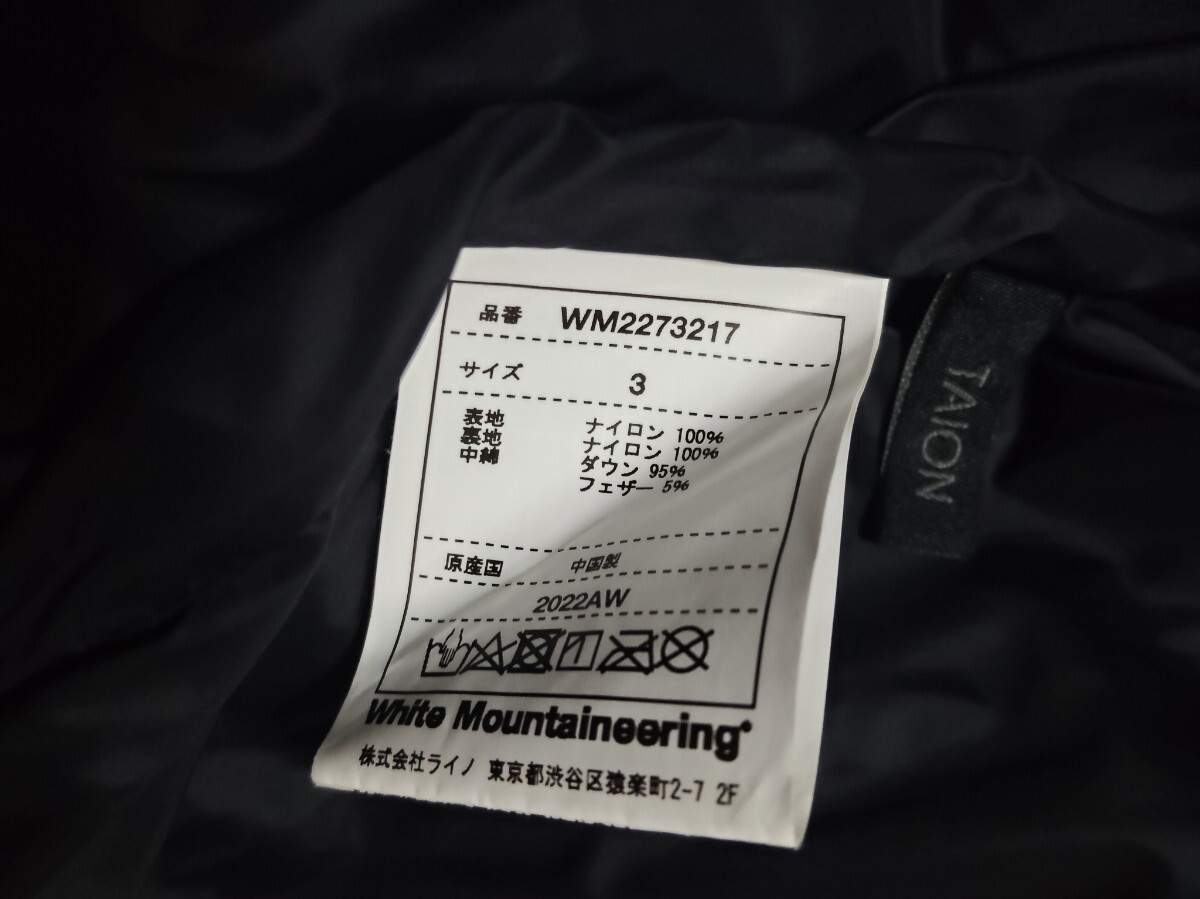 品番 WM2273217
サイズ 3
表地 ナイロン 100%
裏地 ナイロン 100%
中綿 ダウン 95%
フェザー 5%
原産国 中国製
2022AW
White Mountaineering®
株式会社ライノ 東京都渋谷区猿楽町2-7 2F
TAION